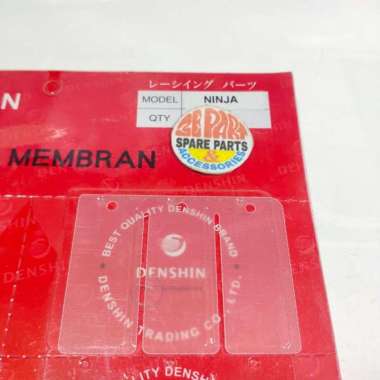 N
レーシイング パーツ
MODEL NINJA
QTY
MEMBRAN
SPARE PARTS
&
ACCESSORIES
BEST QUALITY DENSHIN BRAND
DENSHIN
DENSHIN TRADING CO., LTD.